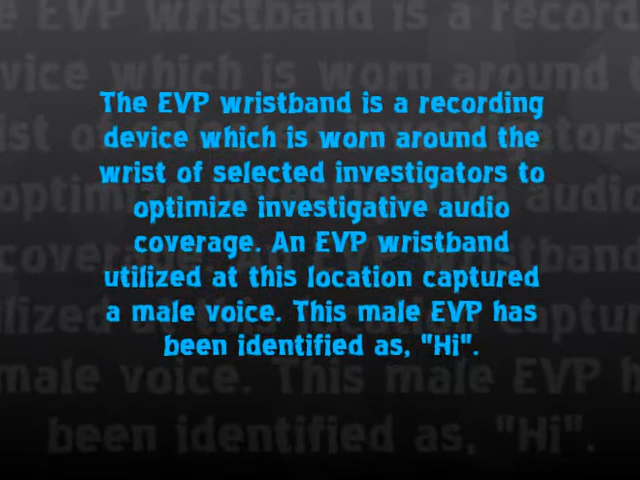 The EVP wristband is a recording
device which is worn around the
wrist of selected investigators to
optimize investigative audio
coverage. An EVP wristband
utilized at this location captured
a male voice. This male EVP has
been identified as, "Hi".